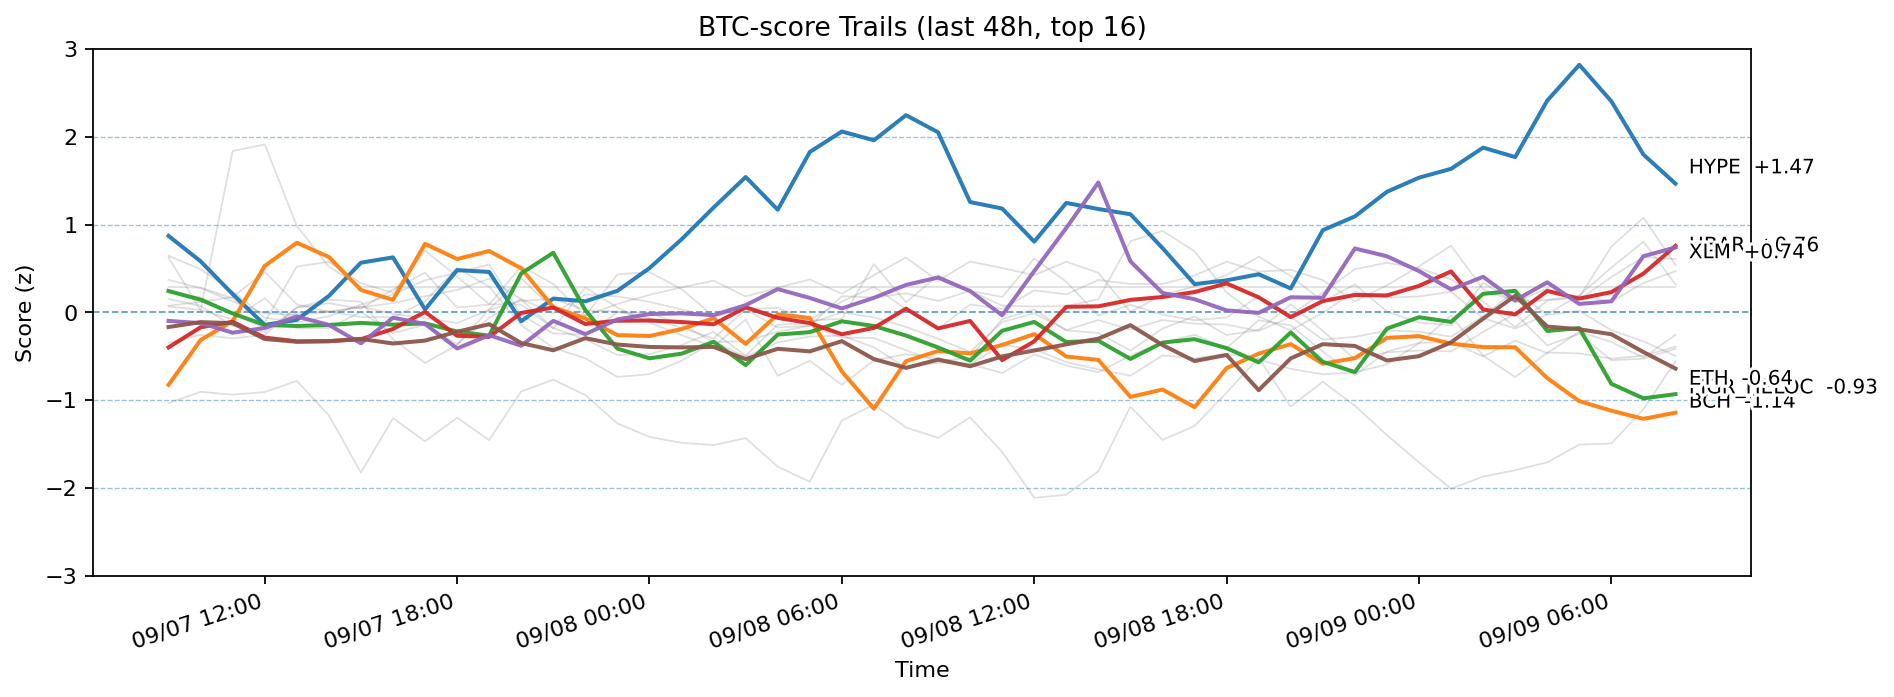 BTC-score Trails (last 48h, top 16)
Score (z)
3
2
1
0
−1
−2
−3
HYPE +1.47
XLM +0.74
ETH -0.64
-0.93
BCH -1.14
09/07 12:00
09/07 18:00
09/08 00:00
09/08 06:00
09/08 12:00
09/08 18:00
09/09 00:00
09/09 06:00
Time